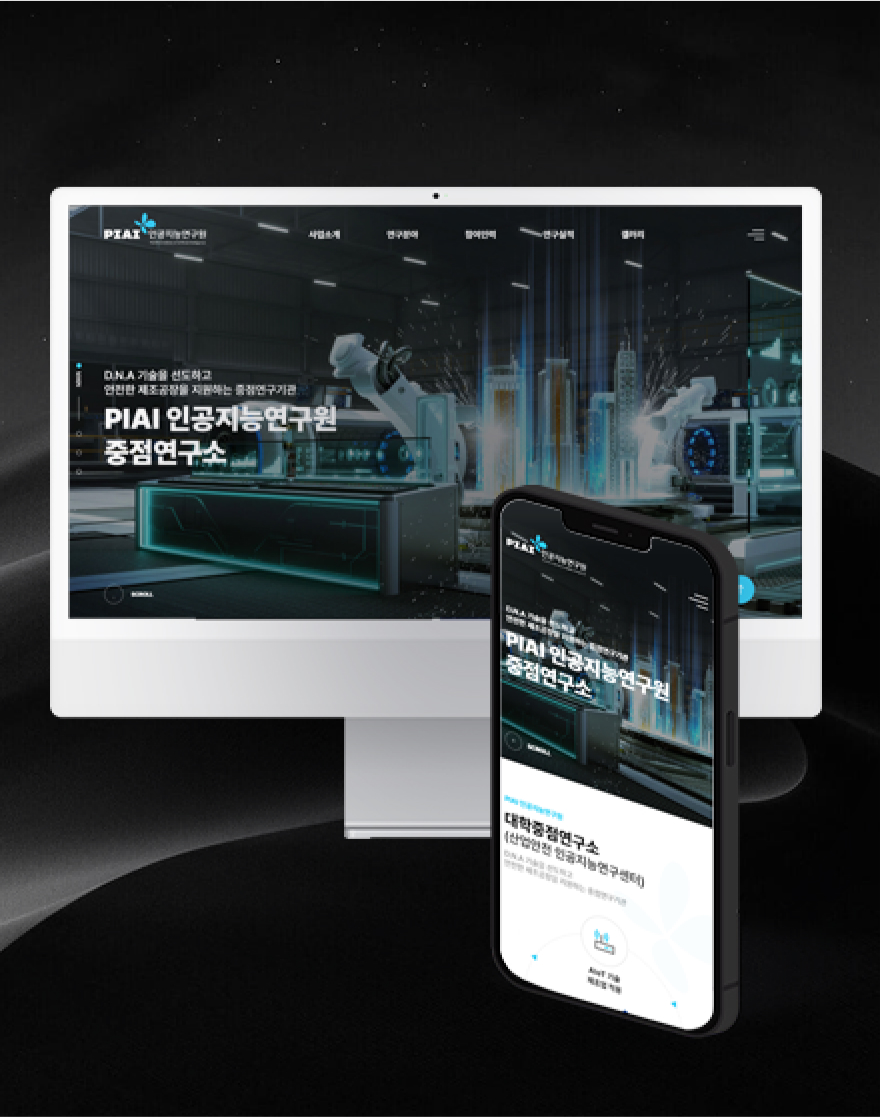 PIAI 인공지능연구원
사업소개
연구분야
참여인력
연구실적
갤러리
D.N.A 기술을 선도하고
안전한 제조공장을 지원하는 중점연구기관
PIAI 인공지능연구원
중점연구소
SCROLL
PIAI 인공지능연구원
D.N.A 기술을 선도하고
안전한 제조공장을 지원하는 중점연구기관
PIAI 인공지능연구원
중점연구소
SCROLL
PIAI 인공지능연구원
대학중점연구소
(산업안전 인공지능연구센터)
D.N.A 기술을 선도하고
안전한 제조공장을 지원하는 중점연구기관
AIoT 기술
제조업 적용